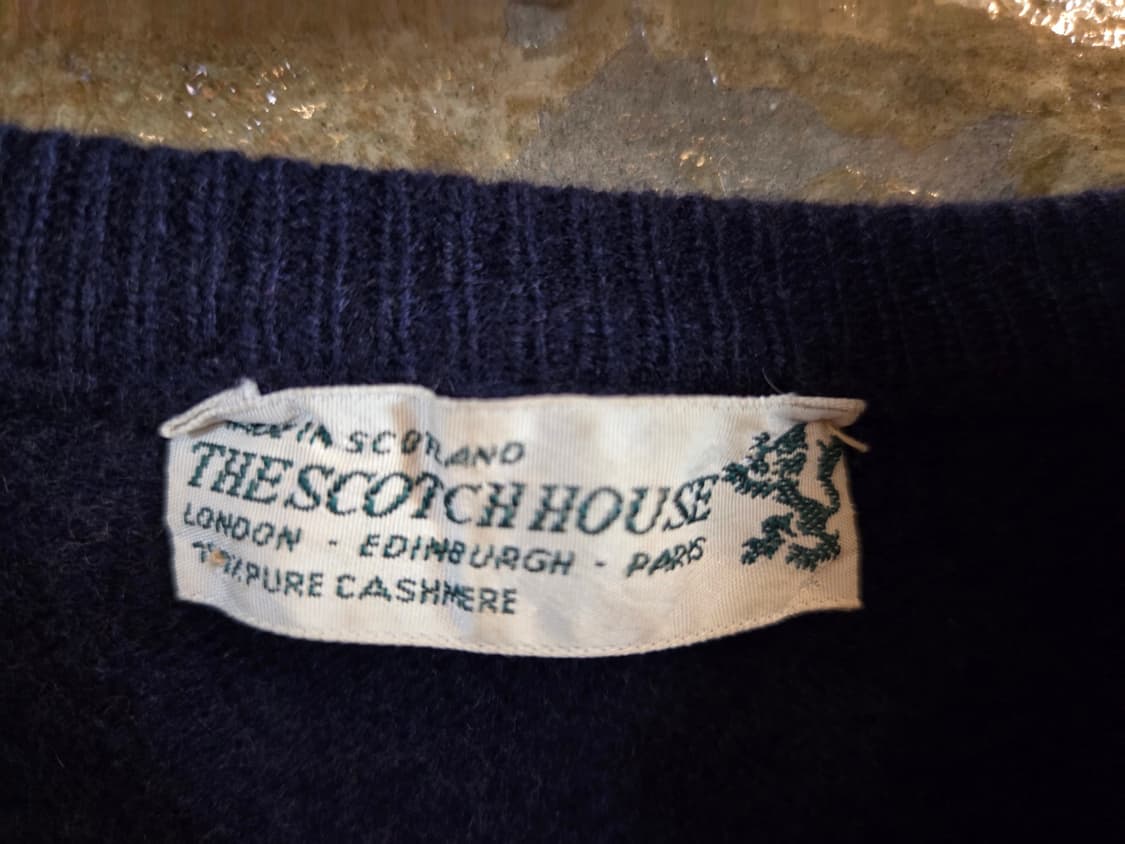 IN SCOTLAND
THE SCOTCH HOUSE
LONDON - EDINBURGH - PARIS
PURE CASHMERE